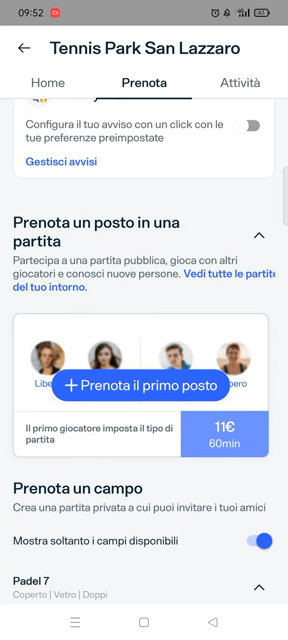 09:52
43
Tennis Park San Lazzaro
Home
Prenota
Attività
Configura il tuo avviso con un click con le
tue preferenze preimpostate
Gestisci avvisi
Prenota un posto in una
partita
Partecipa a una partita pubblica, gioca con altri
giocatori e conosci nuove persone. Vedi tutte le partite
del tuo intorno.
+ Prenota il primo posto
Il primo giocatore imposta il tipo di
partita
11€
60min
Prenota un campo
Crea una partita privata a cui puoi invitare i tuoi amici
Mostra soltanto i campi disponibili
Padel 7
Coperto | Vetro | Doppi